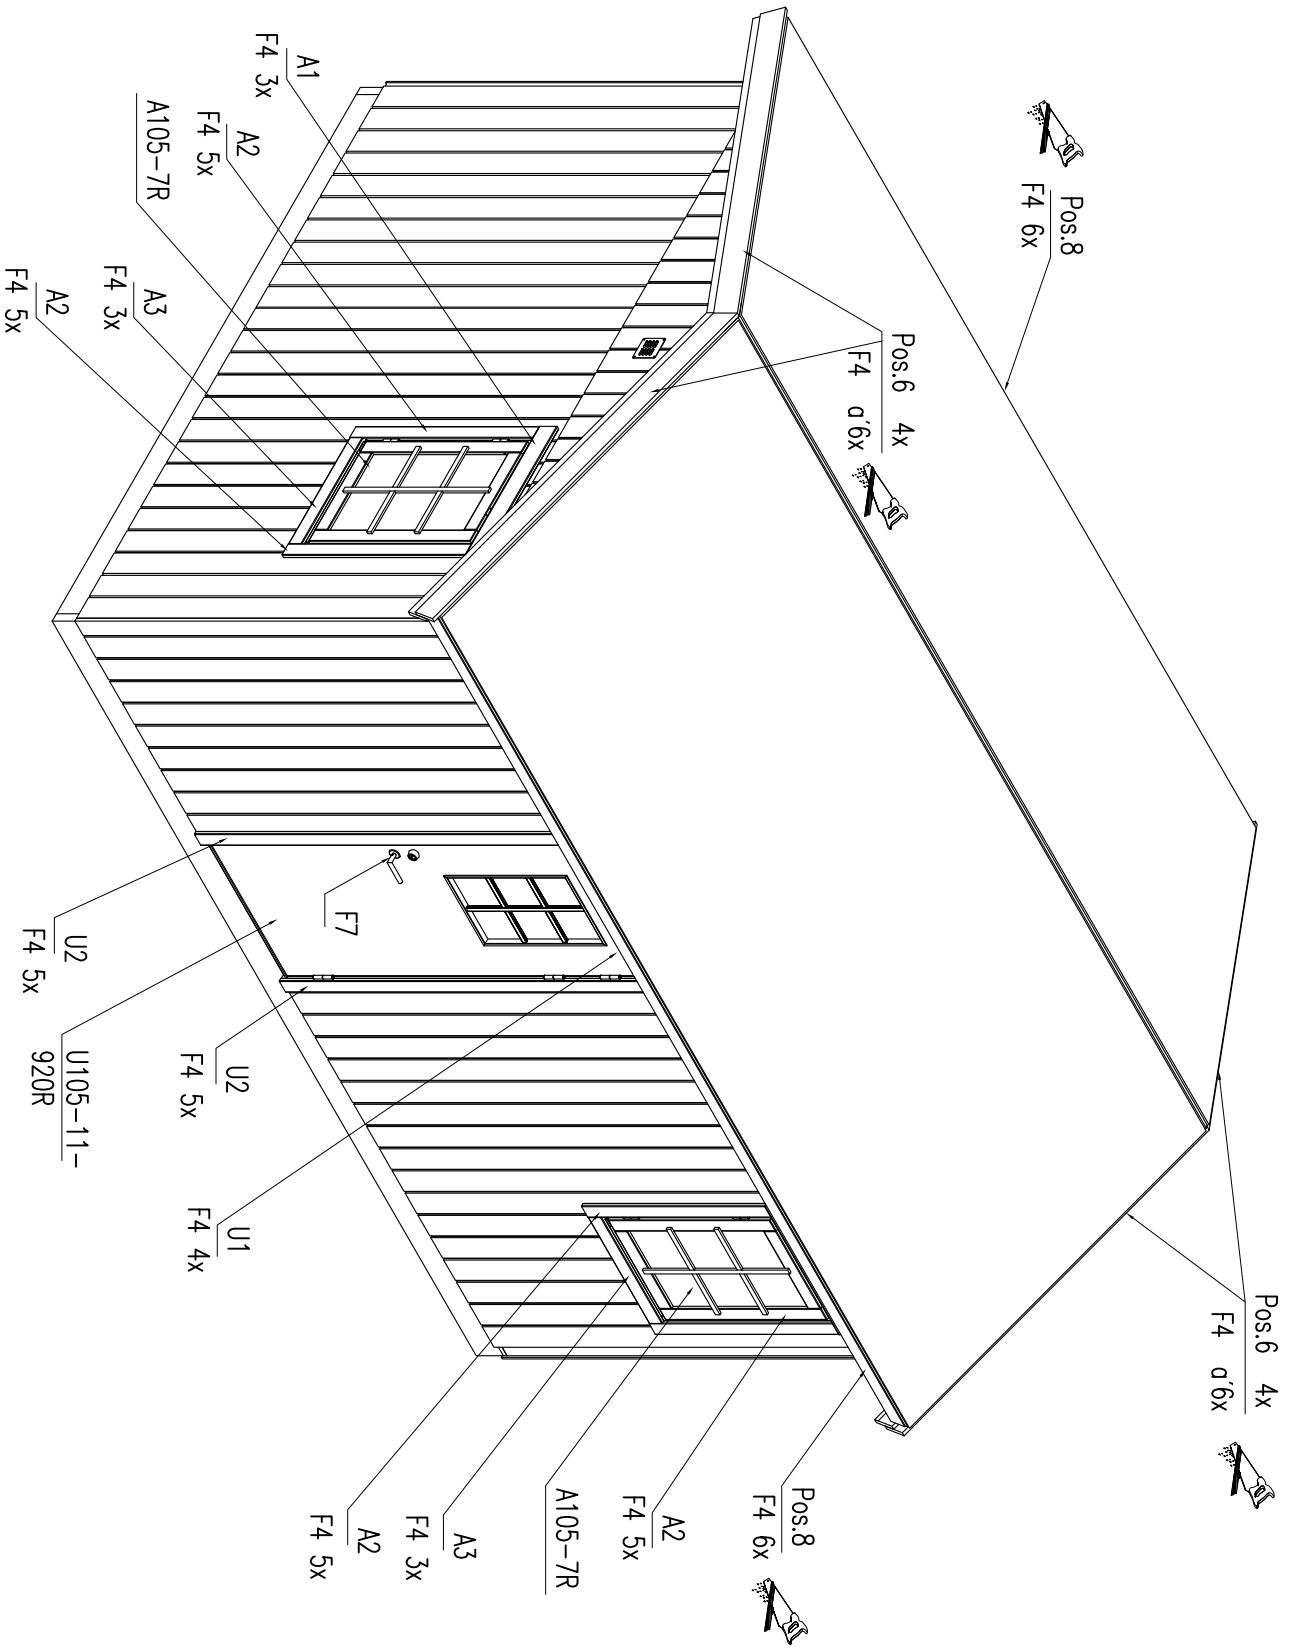 Pos.8
F4 6x
Pos.6 4x
F4 a'6x
Pos.6 4x
F4 a'6x
A1
F4 3x
A2
F4 5x
A105-7R
A3
F4 3x
A2
F4 5x
F7
U2
F4 5x
U105-11-
920R
U2
F4 5x
U1
F4 4x
Pos.8
F4 6x
A2
F4 5x
A105-7R
A3
F4 3x
A2
F4 5x